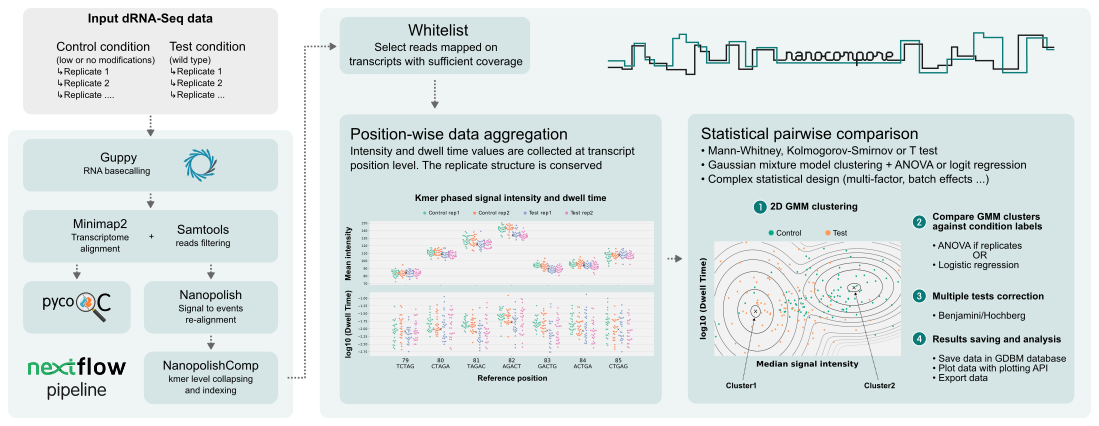 Input dRNA-Seq data
Control condition
(low or no modifications)
↳Replicate 1
↳Replicate 2
↳Replicate ....
Test condition
(wild type)
↳Replicate 1
↳Replicate 2
↳Replicate ...
Guppy
RNA basecalling
Minimap2
Transcriptome
alignment
+
Samtools
reads filtering
pycoQC
Nanopolish
Signal to events
re-alignment
nextflow
pipeline
NanopolishComp
kmer level collapsing
and indexing
Whitelist
Select reads mapped on
transcripts with sufficient coverage
nanocompore
Position-wise data aggregation
Intensity and dwell time values are collected at transcript
position level. The replicate structure is conserved
Kmer phased signal intensity and dwell time
Control rep1 Control rep2 Test rep1 Test rep2
Mean intensity
log10 (Dwell Time)
79 80 81 82 83 84 85
TCTAG CTAGA TAGAC AGACT GACTG ACTGA CTGAG
Reference position
Statistical pairwise comparison
• Mann-Whitney, Kolmogorov-Smirnov or T test
• Gaussian mixture model clustering + ANOVA or logit regression
• Complex statistical design (multi-factor, batch effects ...)
1 2D GMM clustering
Control Test
log10 (Dwell Time)
Median signal intensity
Cluster1 Cluster2
2 Compare GMM clusters
against condition labels
• ANOVA if replicates
OR
• Logistic regression
3 Multiple tests correction
• Benjamini/Hochberg
4 Results saving and analysis
• Save data in GDBM database
• Plot data with plotting API
• Export data